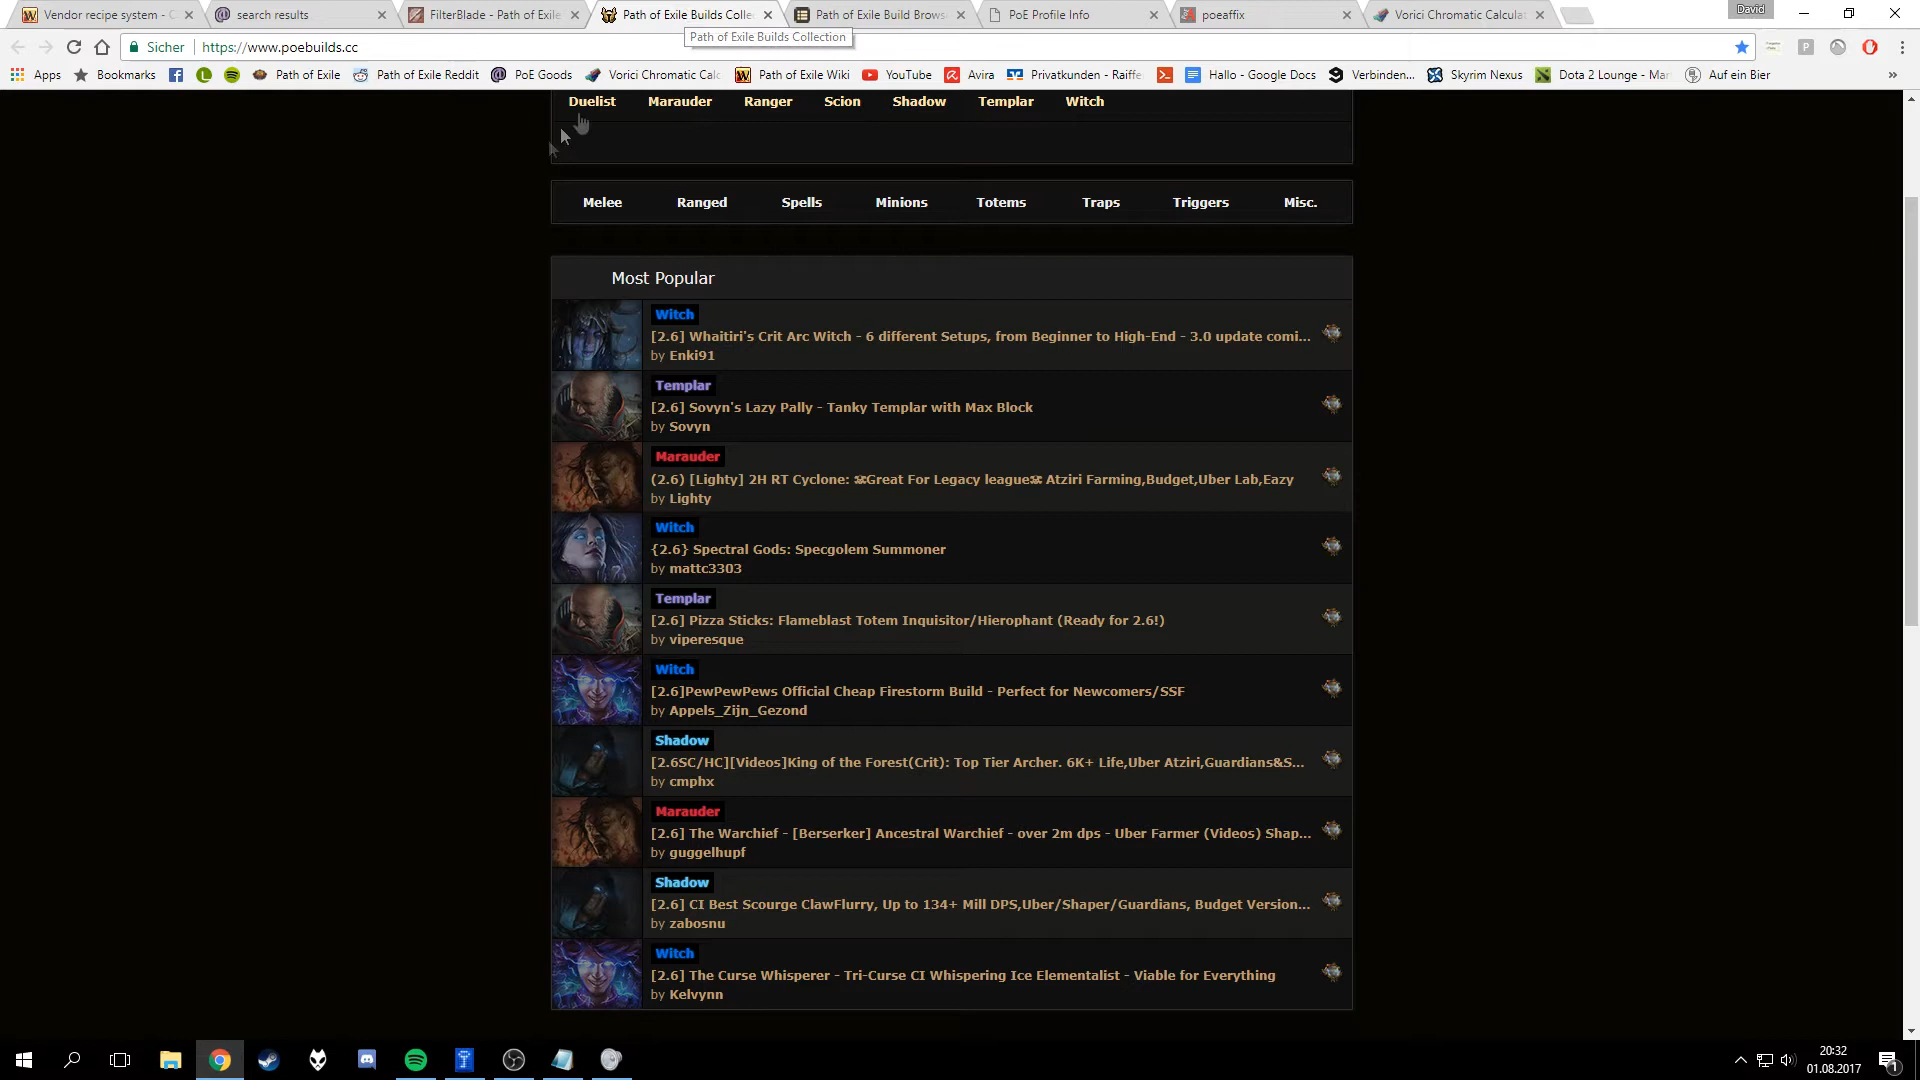 Vendor recipe system - C
search results
FilterBlade - Path of Exile
Path of Exile Builds Colle
Path of Exile Build Brows
PoE Profile Info
poeaffix
Vorici Chromatic Calculat
David
Path of Exile Builds Collection
Sicher
https://www.poebuilds.cc
Apps
Bookmarks
Path of Exile
Path of Exile Reddit
PoE Goods
Vorici Chromatic Calc
Path of Exile Wiki
YouTube
Avira
Privatkunden - Raiffe
Hallo - Google Docs
Verbinden...
Skyrim Nexus
Dota 2 Lounge - Mar
Auf ein Bier
»
Duelist Marauder Ranger Scion Shadow Templar Witch
Melee Ranged Spells Minions Totems Traps Triggers Misc.
Most Popular
Witch
[2.6] Whaitiri's Crit Arc Witch - 6 different Setups, from Beginner to High-End - 3.0 update comi...
by Enki91
Templar
[2.6] Sovyn's Lazy Pally - Tanky Templar with Max Block
by Sovyn
Marauder
(2.6) [Lighty] 2H RT Cyclone: ☠Great For Legacy league☠ Atziri Farming,Budget,Uber Lab,Eazy
by Lighty
Witch
{2.6} Spectral Gods: Specgolem Summoner
by mattc3303
Templar
[2.6] Pizza Sticks: Flameblast Totem Inquisitor/Hierophant (Ready for 2.6!)
by viperesque
Witch
[2.6]PewPewPews Official Cheap Firestorm Build - Perfect for Newcomers/SSF
by Appels_Zijn_Gezond
Shadow
[2.6SC/HC][Videos]King of the Forest(Crit): Top Tier Archer. 6K+ Life,Uber Atziri,Guardians&S...
by cmphx
Marauder
[2.6] The Warchief - [Berserker] Ancestral Warchief - over 2m dps - Uber Farmer (Videos) Shap...
by guggelhupf
Shadow
[2.6] CI Best Scourge ClawFlurry, Up to 134+ Mill DPS,Uber/Shaper/Guardians, Budget Version...
by zabosnu
Witch
[2.6] The Curse Whisperer - Tri-Curse CI Whispering Ice Elementalist - Viable for Everything
by Kelvynn
20:32
01.08.2017
1